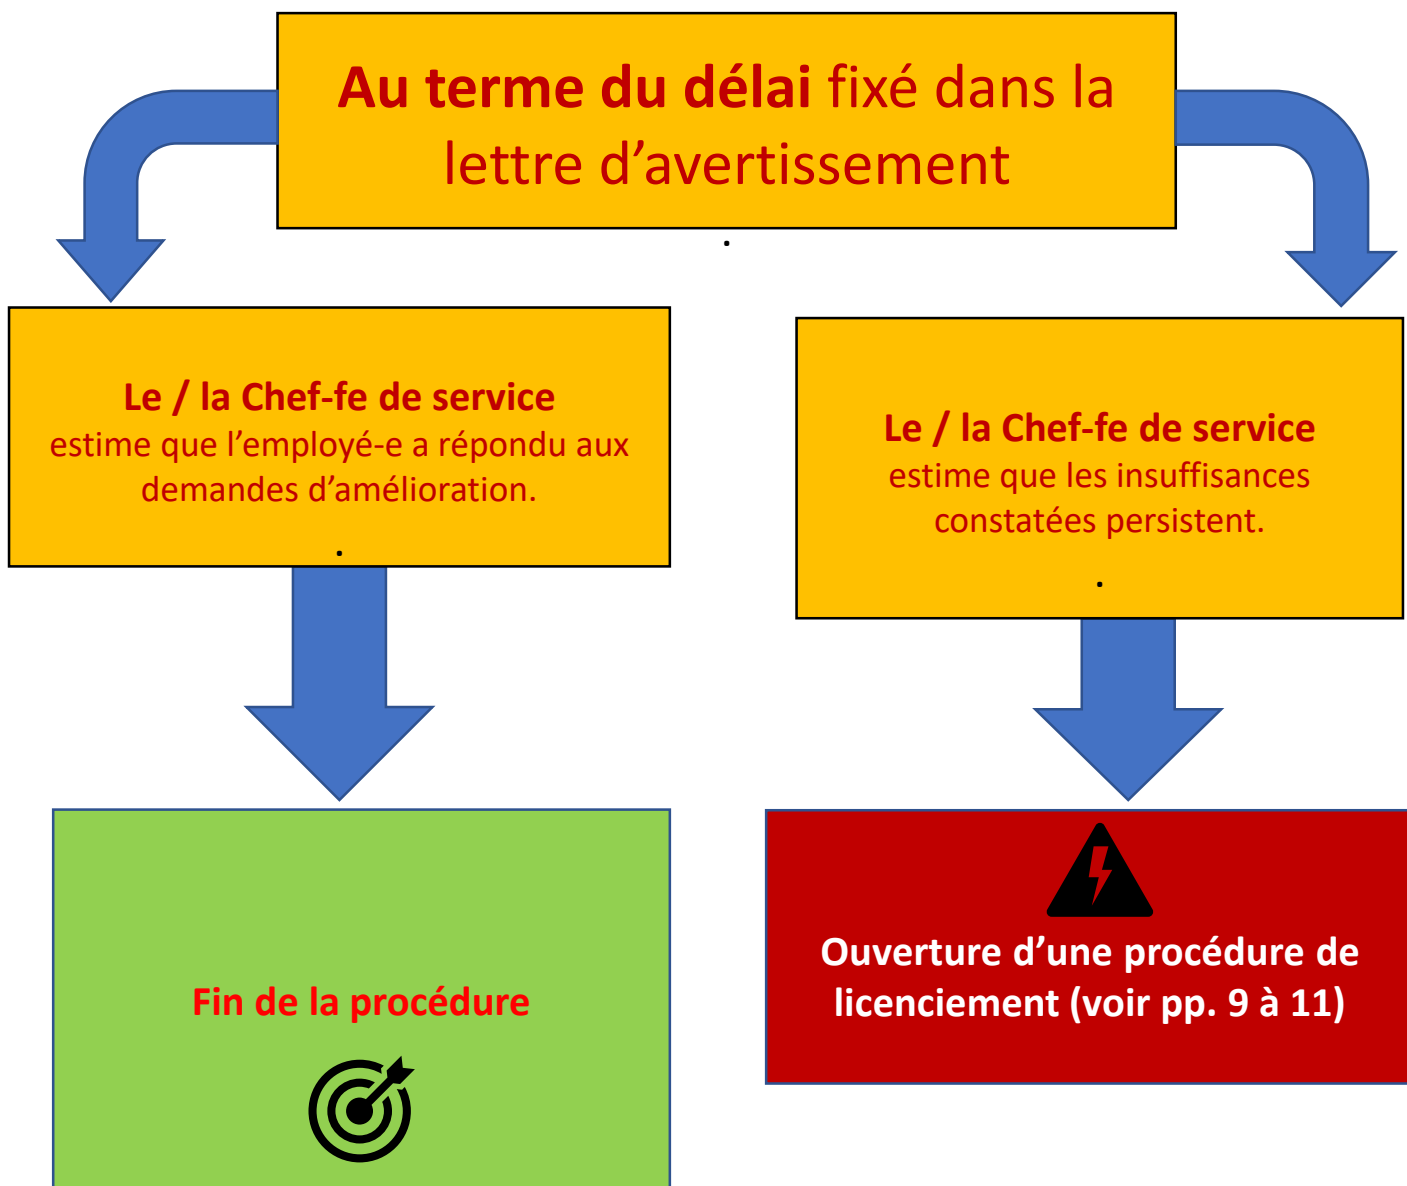 Au terme du délai fixé dans la
lettre d’avertissement
.
Le / la Chef-fe de service
estime que l’employé-e a répondu aux
demandes d’amélioration.
.
Le / la Chef-fe de service
estime que les insuffisances
constatées persistent.
.
Fin de la procédure
Ouverture d’une procédure de
licenciement (voir pp. 9 à 11)